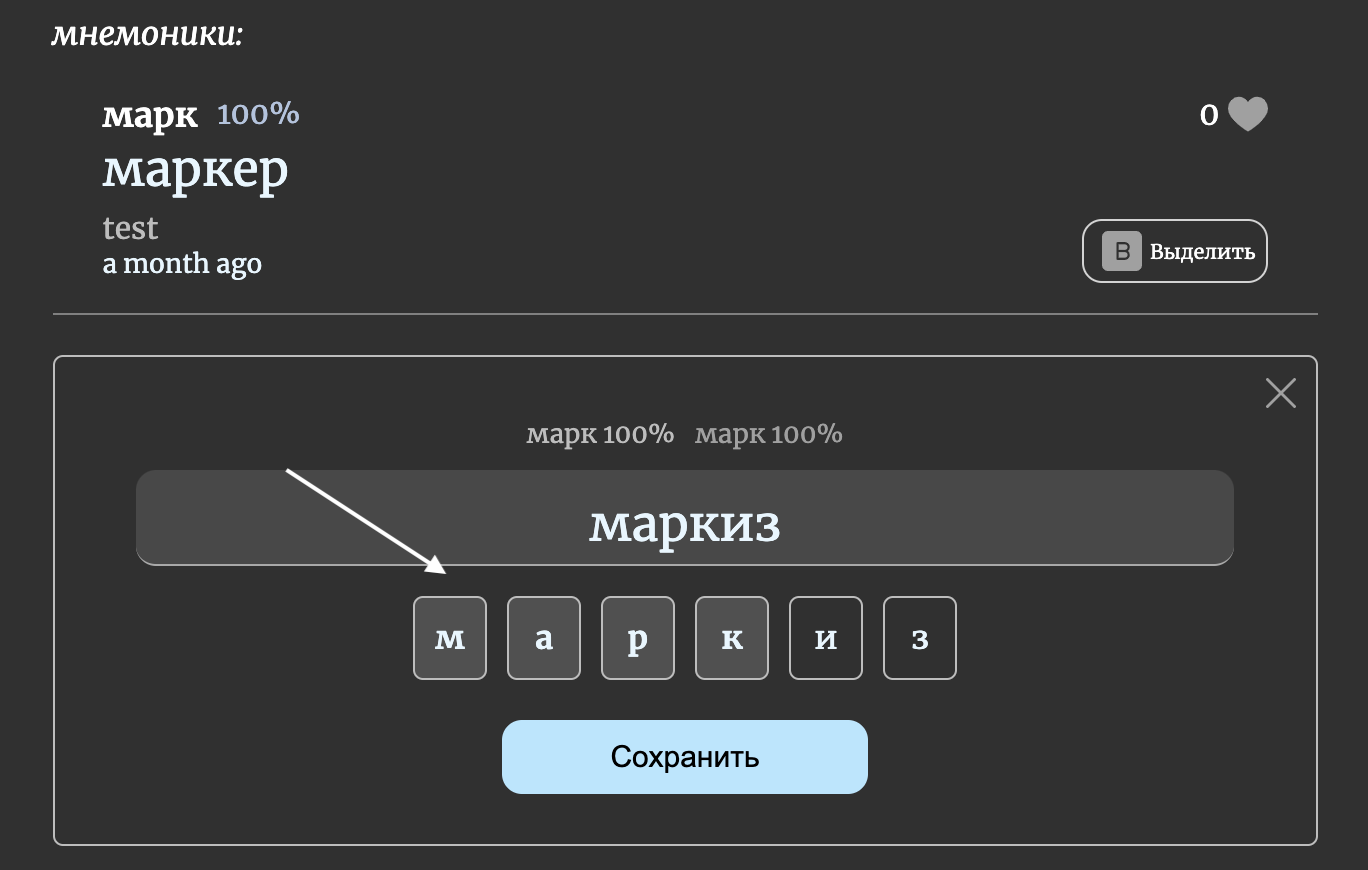 мнемоники:
марк 100%
0
маркер
test
a month ago
B Выделить
марк 100% марк 100%
маркиз
м а р к и з
Сохранить